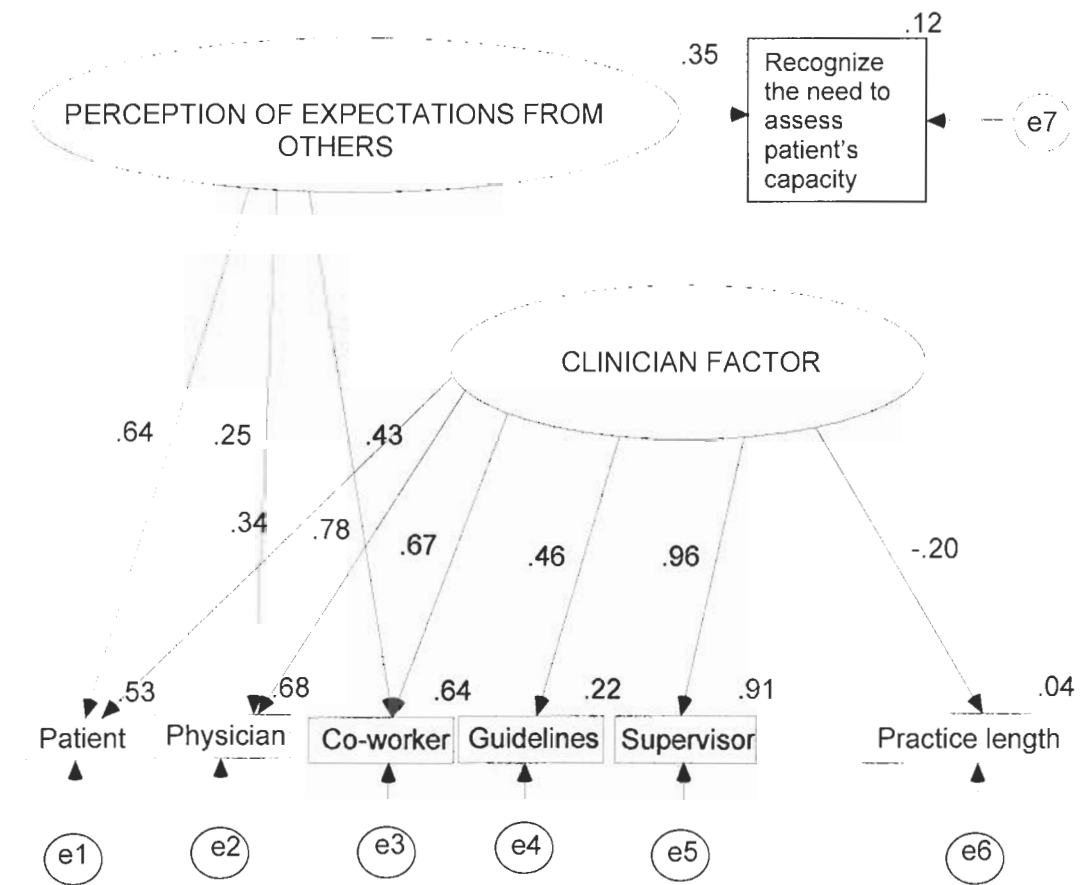 .12
.35
Recognize
the need to
assess
patient's
capacity
e7
PERCEPTION OF EXPECTATIONS FROM
OTHERS
CLINICIAN FACTOR
.64
.25
.43
.34
.78
.67
.46
.96
-.20
.53
.68
.64
.22
.91
.04
Patient
Physician
Co-worker
Guidelines
Supervisor
Practice length
e1
e2
e3
e4
e5
e6